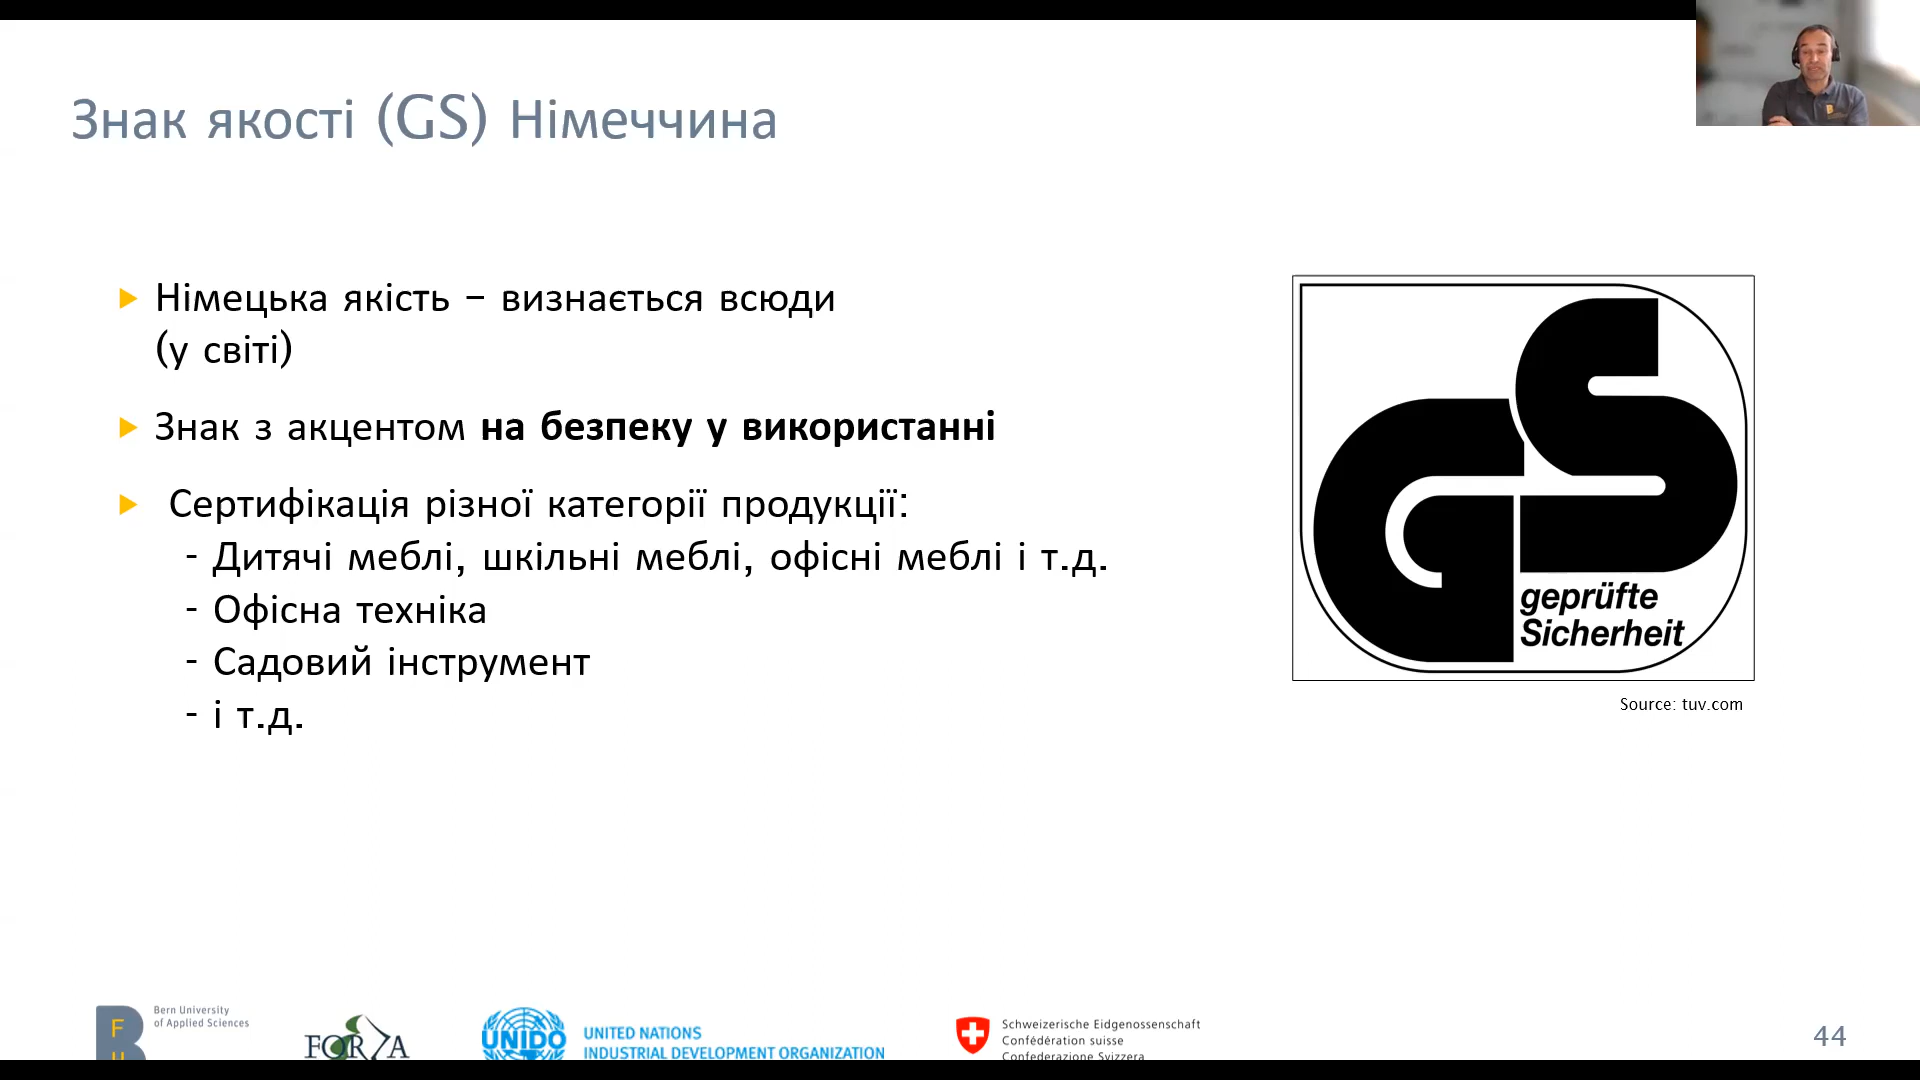 Знак якості (GS) Німеччина
Німецька якість – визнається всюди
(у світі)
Знак з акцентом на безпеку у використанні
Сертифікація різної категорії продукції:
- Дитячі меблі, шкільні меблі, офісні меблі і т.д.
- Офісна техніка
- Садовий інструмент
- і т.д.
GS
geprüfte
Sicherheit
Source: tuv.com
Bern University
of Applied Sciences
F
FORZA
UNIDO
UNITED NATIONS
INDUSTRIAL DEVELOPMENT ORGANIZATION
Schweizerische Eidgenossenschaft
Confédération suisse
Confederazione Svizzera
44